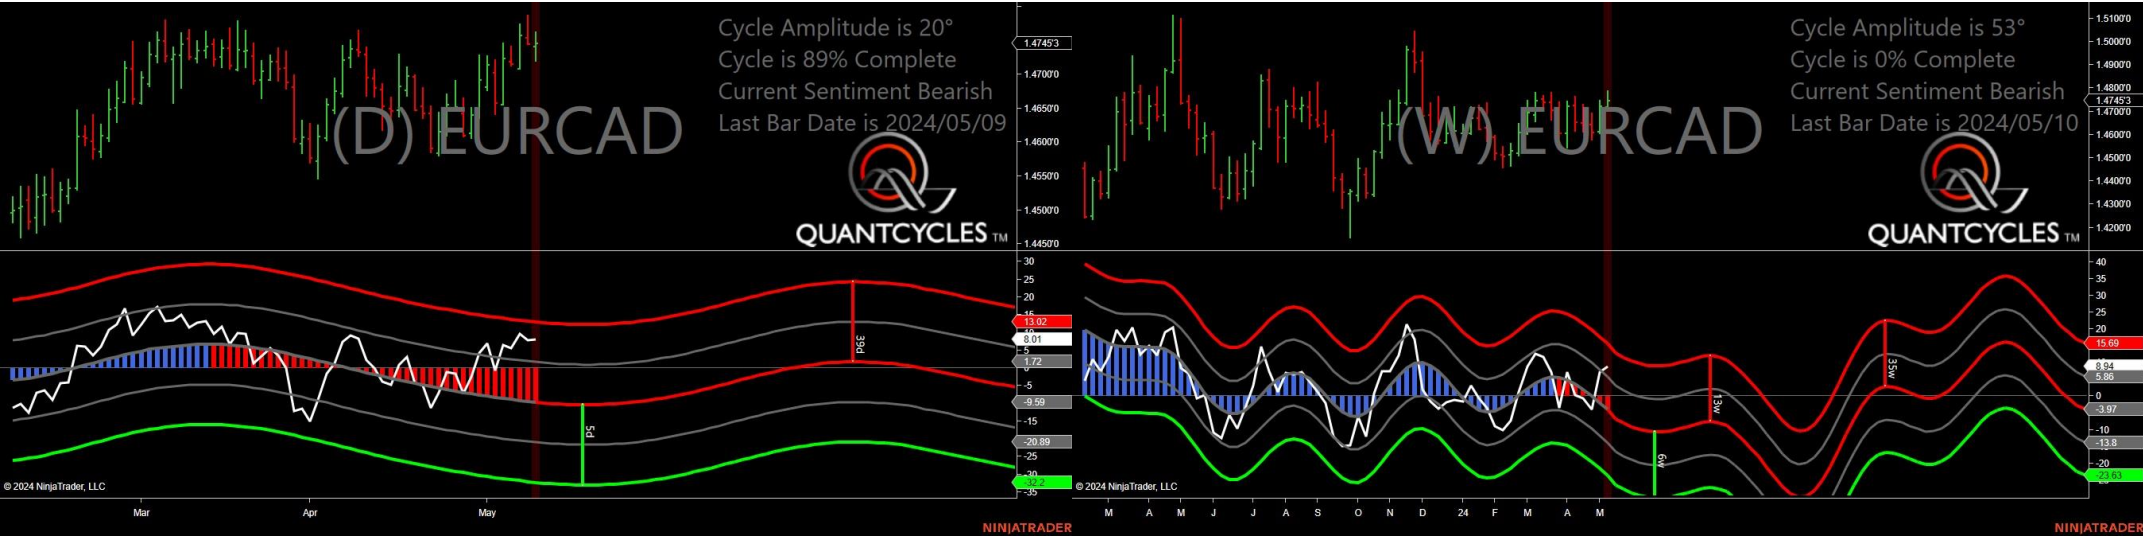 Cycle Amplitude is 20°
Cycle is 89% Complete
Current Sentiment Bearish
Last Bar Date is 2024/05/09
(D) EURCAD
QUANTCYCLES TM
1.4745'3
1.4700'0
1.4650'0
1.4600'0
1.4550'0
1.4500'0
1.4450'0
30
25
20
13.02
8.01
5
1.72
-5
-9.59
-15
-20.89
-25
-30
-32.2
-35
39d
5d
© 2024 NinjaTrader, LLC
Mar Apr May
NINJATRADER
Cycle Amplitude is 53°
Cycle is 0% Complete
Current Sentiment Bearish
Last Bar Date is 2024/05/10
(W) EURCAD
QUANTCYCLES TM
1.5100'0
1.5000'0
1.4900'0
1.4800'0
1.4745'3
1.4700'0
1.4600'0
1.4500'0
1.4400'0
1.4300'0
1.4200'0
40
35
30
25
20
15.69
8.94
5.86
0
-3.97
-10
-13.8
-20
-23.63
13w
6w
35w
© 2024 NinjaTrader, LLC
M A M J J A S O N D 24 F M A M
NINJATRADER